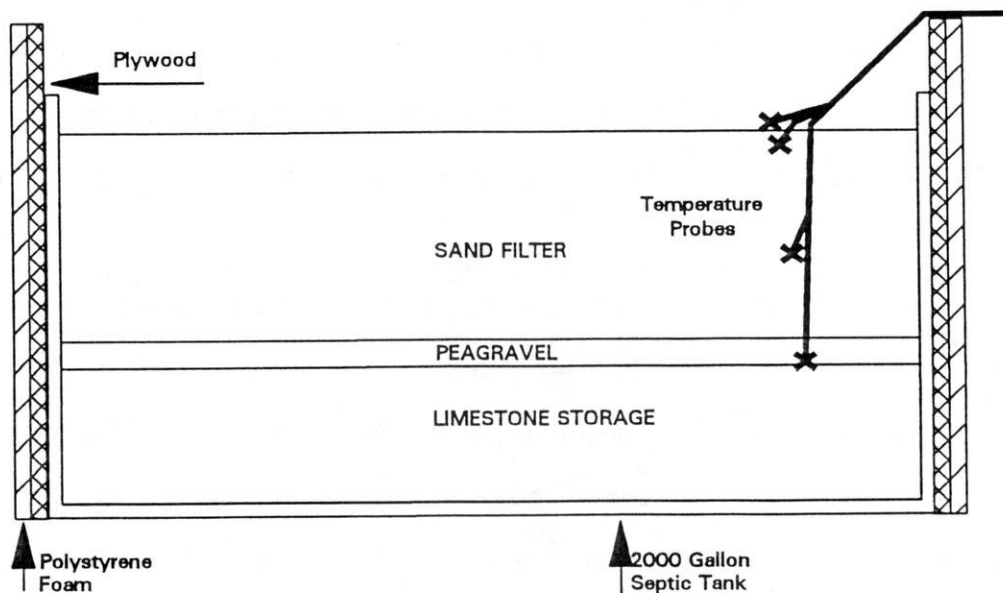 Plywood
Temperature
Probes
SAND FILTER
PEAGRAVEL
LIMESTONE STORAGE
Polystyrene
Foam
2000 Gallon
Septic Tank